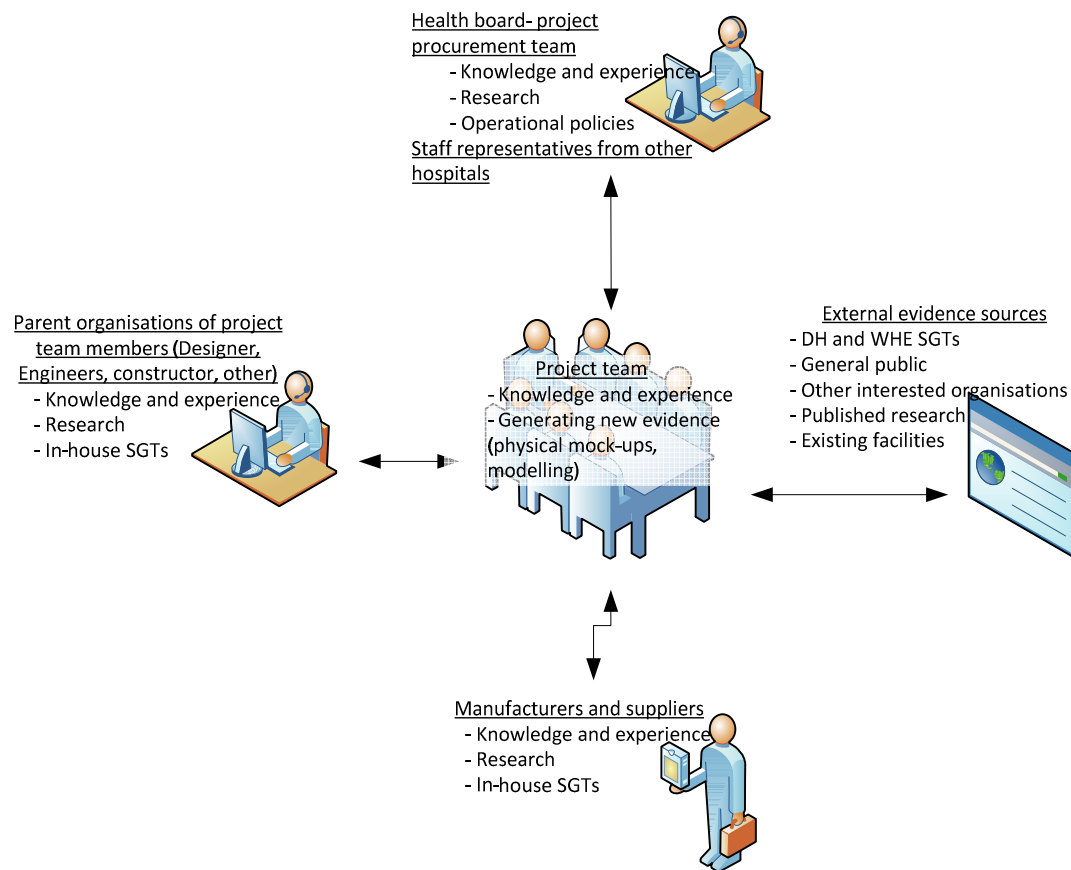 Health board- project
procurement team
- Knowledge and experience
- Research
- Operational policies
Staff representatives from other
hospitals
Parent organisations of project
team members (Designer,
Engineers, constructor, other)
- Knowledge and experience
- Research
- In-house SGTs
Project team
- Knowledge and experience
- Generating new evidence
(physical mock-ups,
modelling)
External evidence sources
- DH and WHE SGTs
- General public
- Other interested organisations
- Published research
- Existing facilities
Manufacturers and suppliers
- Knowledge and experience
- Research
- In-house SGTs